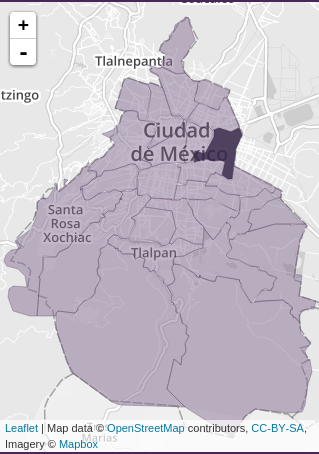 +
-
Tlalnepantla
tzingo
Ciudad
de México
Santa
Rosa
Xochiac
Tlalpan
Marías
Leaflet | Map data © OpenStreetMap contributors, CC-BY-SA,
Imagery © Mapbox